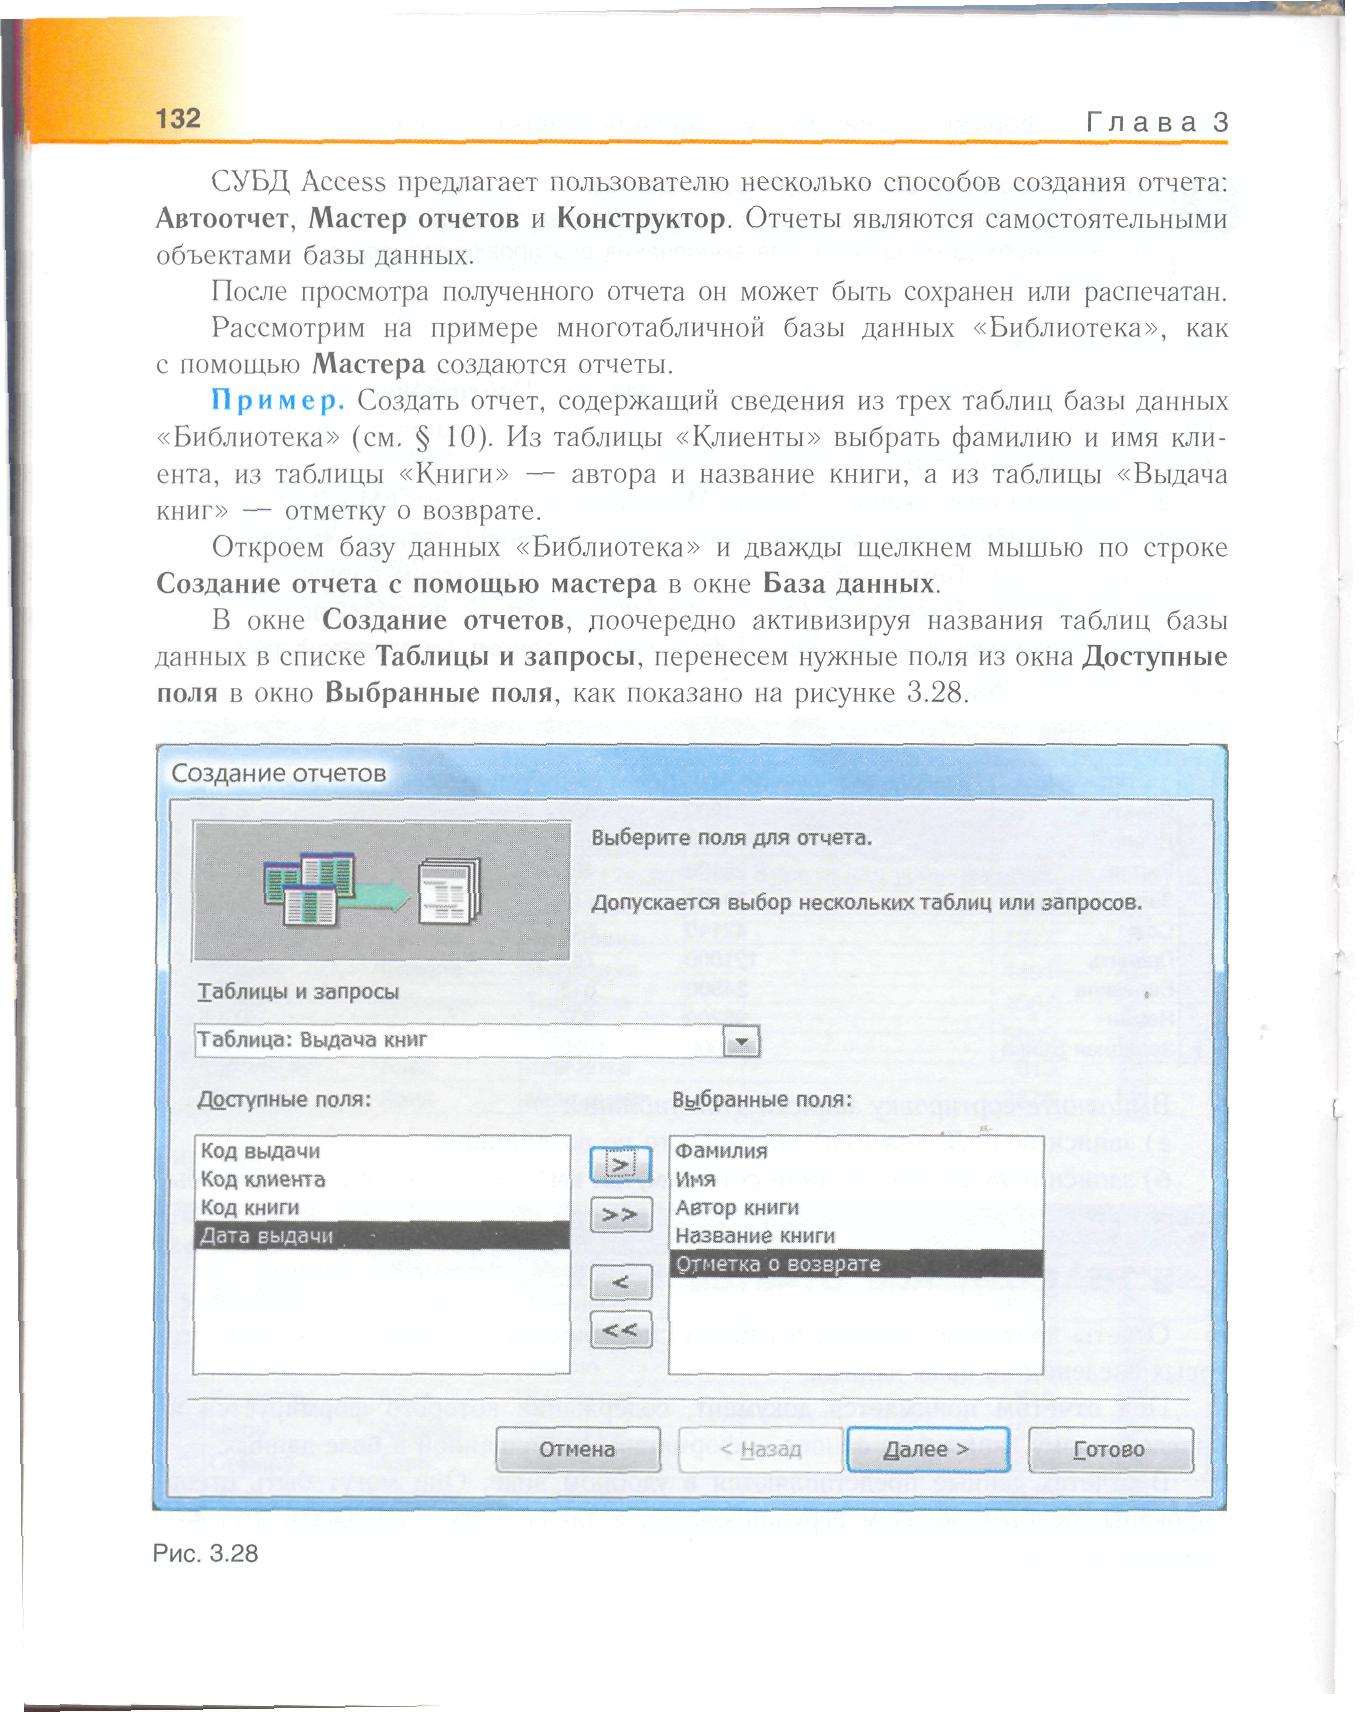 132
Глава 3
СУБД Access предлагает пользователю несколько способов создания отчета:
Автоотчет, Мастер отчетов и Конструктор. Отчеты являются самостоятельными
объектами базы данных.
После просмотра полученного отчета он может быть сохранен или распечатан.
Рассмотрим на примере многотабличной базы данных «Библиотека», как
с помощью Мастера создаются отчеты.
Пример. Создать отчет, содержащий сведения из трех таблиц базы данных
«Библиотека» (см. § 10). Из таблицы «Клиенты» выбрать фамилию и имя кли-
ента, из таблицы «Книги» — автора и название книги, а из таблицы «Выдача
книг» — отметку о возврате.
Откроем базу данных «Библиотека» и дважды щелкнем мышью по строке
Создание отчета с помощью мастера в окне База данных.
В окне Создание отчетов, поочередно активизируя названия таблиц базы
данных в списке Таблицы и запросы, перенесем нужные поля из окна Доступные
поля в окно Выбранные поля, как показано на рисунке 3.28.
Создание отчетов
Выберите поля для отчета.
Допускается выбор нескольких таблиц или запросов.
Таблицы и запросы
Таблица: Выдача книг
Доступные поля:
Выбранные поля:
Код выдачи
Код клиента
Код книги
Дата выдачи
>
>>
<
<<
Фамилия
Имя
Автор книги
Название книги
Отметка о возврате
Отмена
< Назад
Далее >
Готово
Рис. 3.28